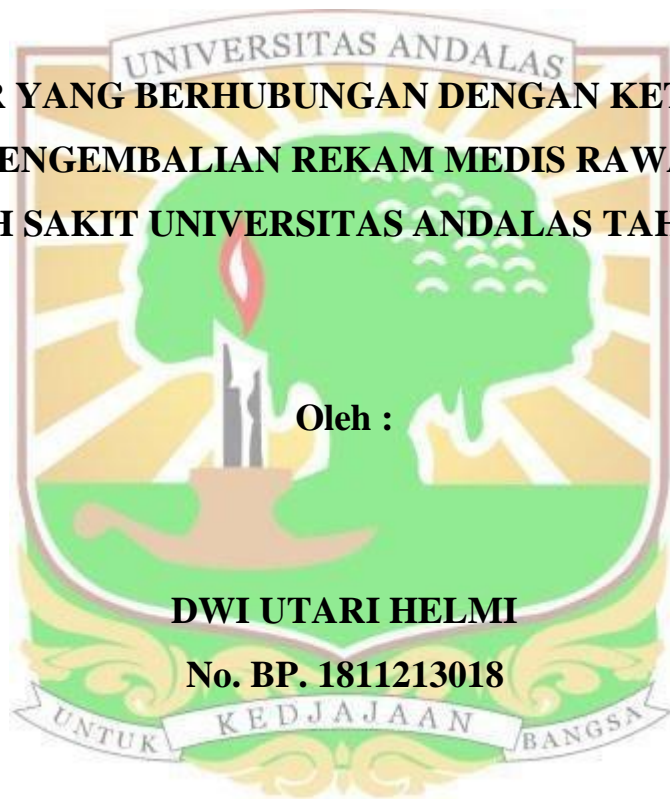 UNIVERSITAS ANDALAS
R YANG BERHUBUNGAN DENGAN KET
ENGEMBALIAN REKAM MEDIS RAWA
H SAKIT UNIVERSITAS ANDALAS TAH
Oleh :
DWI UTARI HELMI
No. BP. 1811213018
UNTUK KEDJAJAAN BANGSA